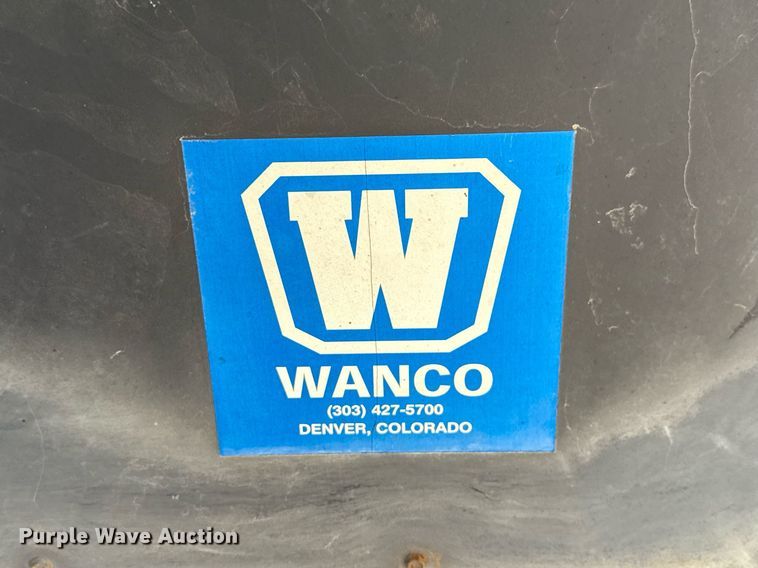 W
WANCO
(303) 427-5700
DENVER, COLORADO
Purple Wave Auction